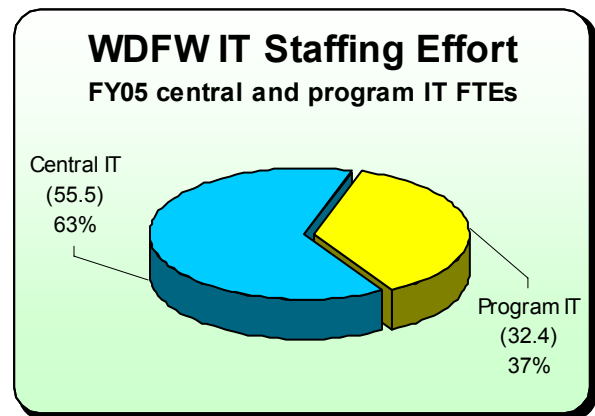 WDFW IT Staffing Effort
FY05 central and program IT FTEs
Central IT
(55.5)
63%
Program IT
(32.4)
37%